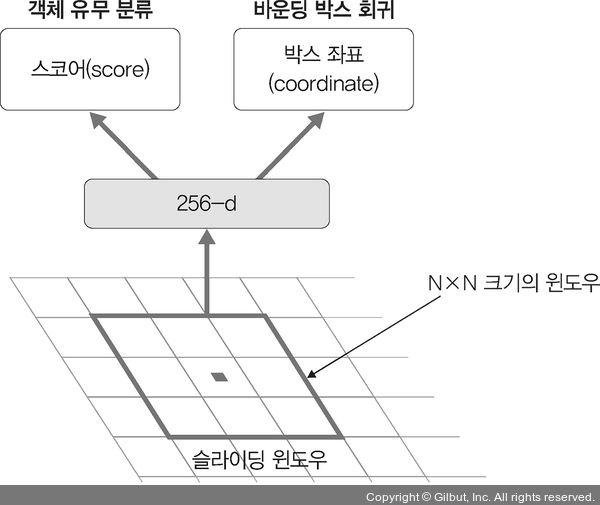 객체 유무 분류
바운딩 박스 회귀
스코어(score)
박스 좌표
(coordinate)
256-d
N×N 크기의 윈도우
슬라이딩 윈도우
Copyright © Gilbut, Inc. All rights reserved.